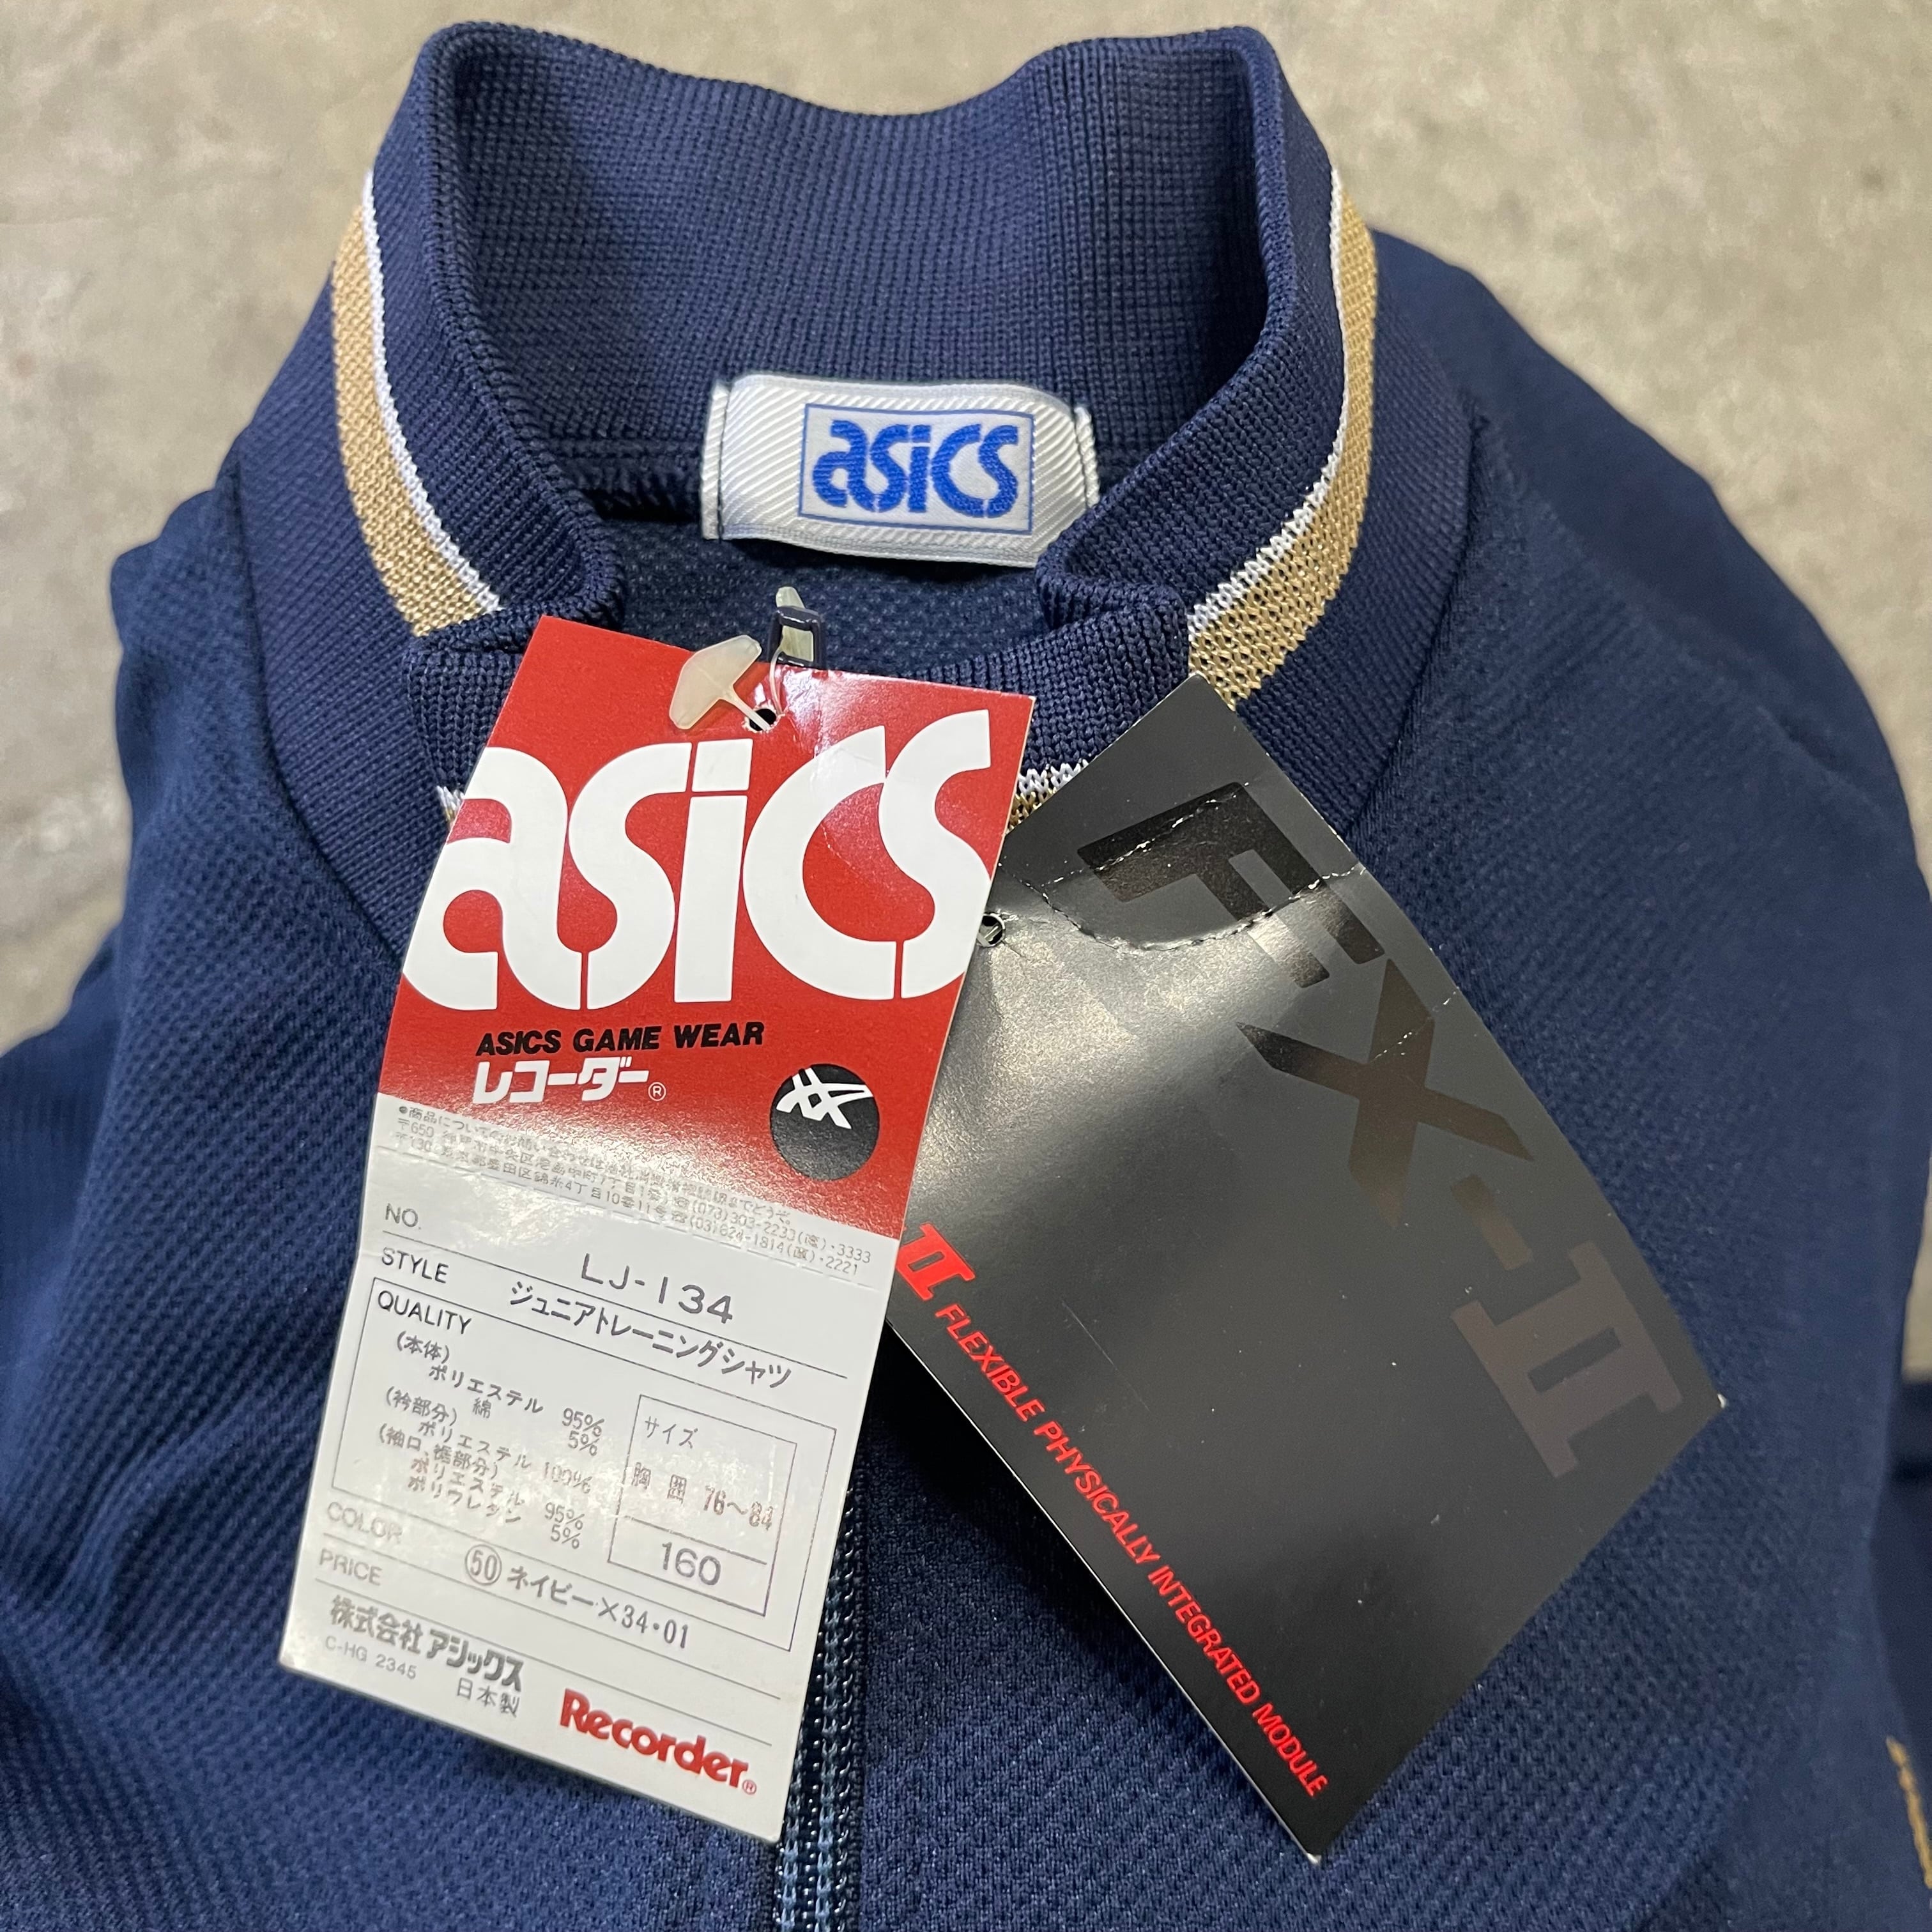 asics
asics
ASICS GAME WEAR
レコーダー®
NO.
LJ-134
STYLE
ジュニアトレーニングシャツ
QUALITY
(本体)
ポリエステル 95%
綿 5%
(衿部分)
ポリエステル 100%
(袖口、裾部分)
ポリエステル 95%
ポリウレタン 5%
サイズ
胸囲 76～84
160
COLOR
㊿ ネイビー×34・01
PRICE
株式会社アシックス
C-HG 2345
日本製
Recorder®
FX-II
II FLEXIBLE PHYSICALLY INTEGRATED MODULE